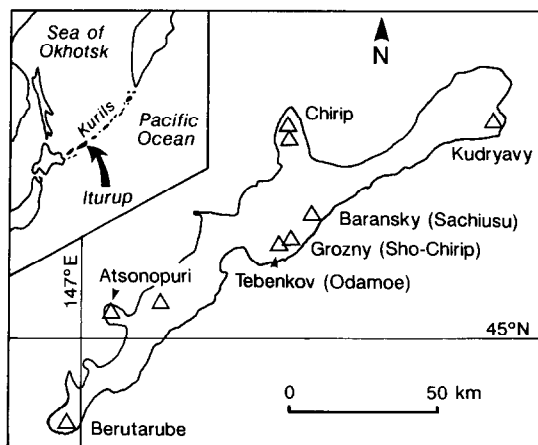 Sea of
Okhotsk
Kurils
Pacific
Ocean
Iturup
N
Chirip
Kudryavy
Baransky (Sachiusu)
Grozny (Sho-Chirip)
Tebenkov (Odamoe)
147°E
Atsonopuri
45°N
0 50 km
Berutarube